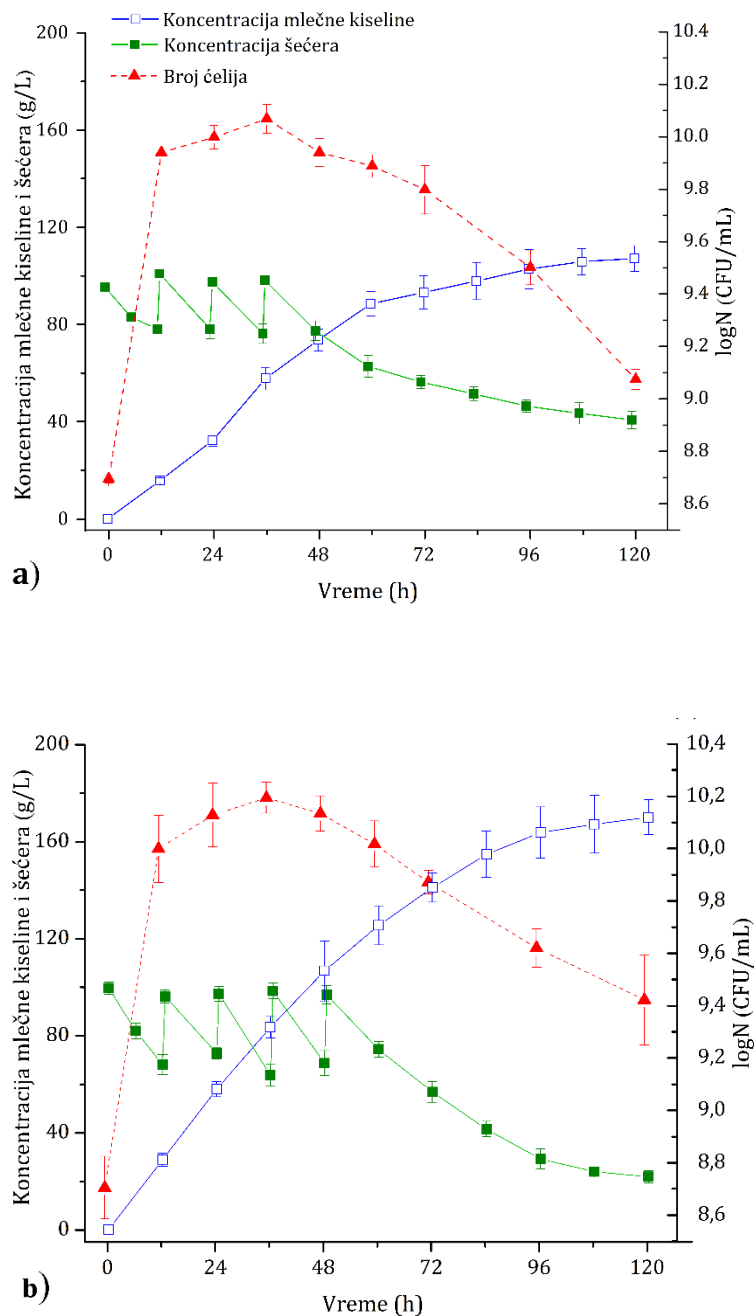 Koncentracija mlečne kiseline
Koncentracija šećera
Broj ćelija
Koncentracija mlečne kiseline i šećera (g/L)
200
160
120
80
40
0
10.4
10.2
10.0
9.8
9.6
9.4
9.2
9.0
8.8
8.6
logN (CFU/mL)
0 24 48 72 96 120
Vreme (h)
a)
Koncentracija mlečne kiseline i šećera (g/L)
200
160
120
80
40
0
10,4
10,2
10,0
9,8
9,6
9,4
9,2
9,0
8,8
8,6
logN (CFU/mL)
0 24 48 72 96 120
Vreme (h)
b)